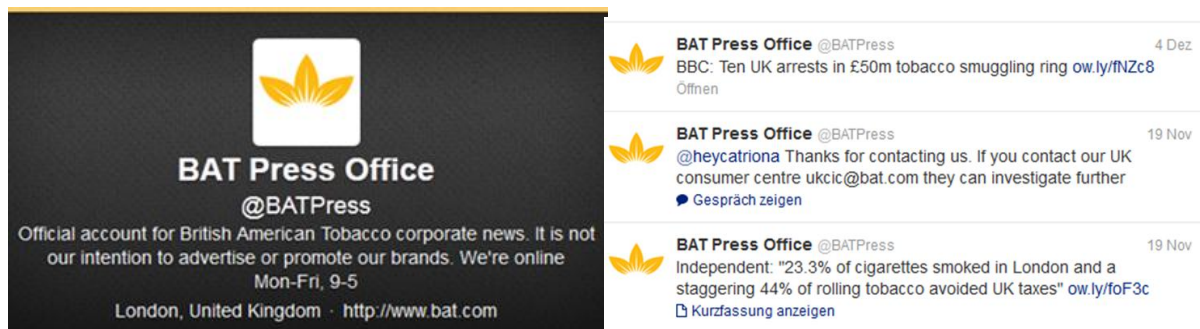 BAT Press Office
@BATPress
Official account for British American Tobacco corporate news. It is not
our intention to advertise or promote our brands. We're online
Mon-Fri, 9-5
London, United Kingdom · http://www.bat.com
BAT Press Office @BATPress 4 Dez
BBC: Ten UK arrests in £50m tobacco smuggling ring ow.ly/fNZc8
Öffnen
BAT Press Office @BATPress 19 Nov
@heycatriona Thanks for contacting us. If you contact our UK
consumer centre ukcic@bat.com they can investigate further
Gespräch zeigen
BAT Press Office @BATPress 19 Nov
Independent: "23.3% of cigarettes smoked in London and a
staggering 44% of rolling tobacco avoided UK taxes" ow.ly/foF3c
Kurzfassung anzeigen